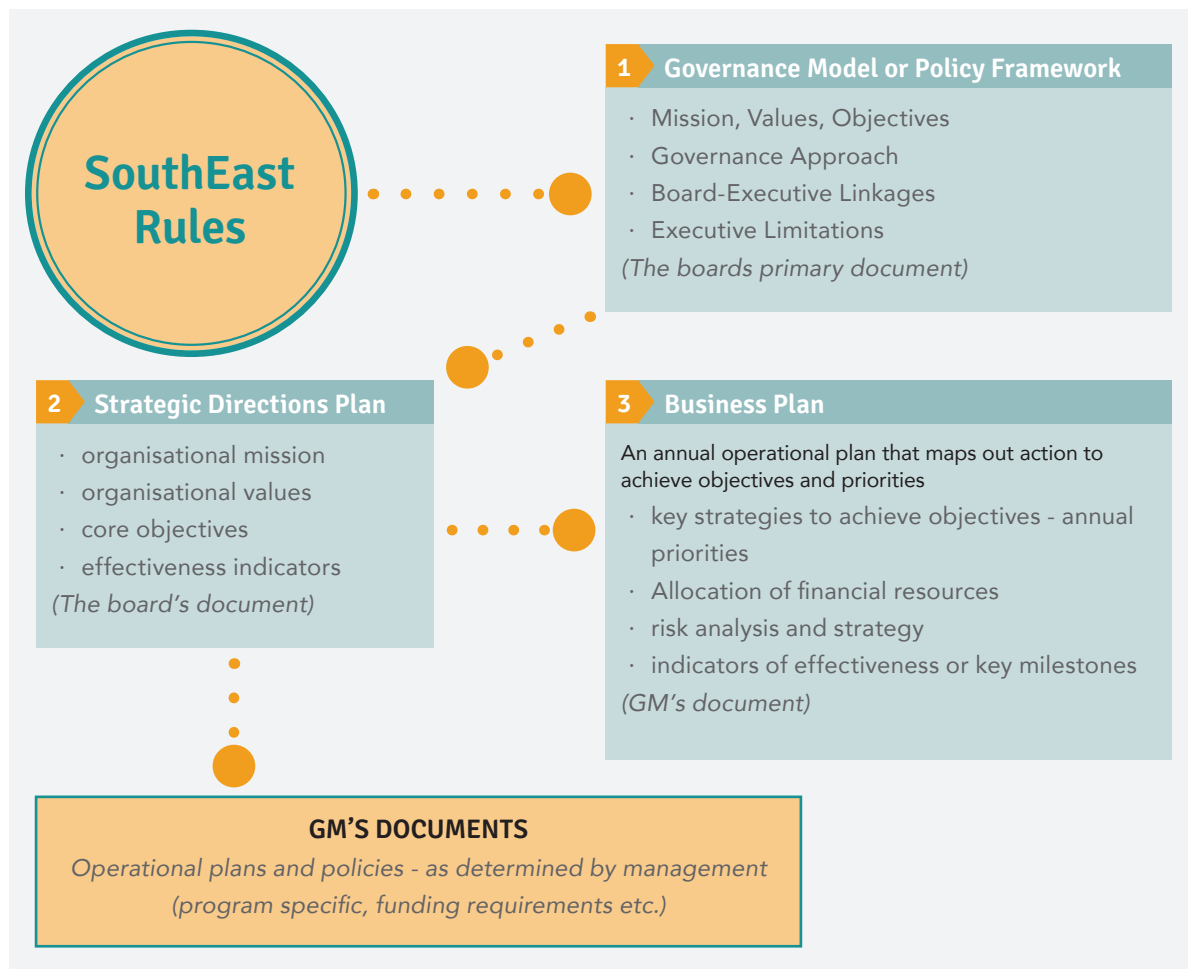 SouthEast
Rules
1 Governance Model or Policy Framework
· Mission, Values, Objectives
· Governance Approach
· Board-Executive Linkages
· Executive Limitations
(The boards primary document)
2 Strategic Directions Plan
· organisational mission
· organisational values
· core objectives
· effectiveness indicators
(The board’s document)
3 Business Plan
An annual operational plan that maps out action to
achieve objectives and priorities
· key strategies to achieve objectives - annual
priorities
· Allocation of financial resources
· risk analysis and strategy
· indicators of effectiveness or key milestones
(GM’s document)
GM’S DOCUMENTS
Operational plans and policies - as determined by management
(program specific, funding requirements etc.)